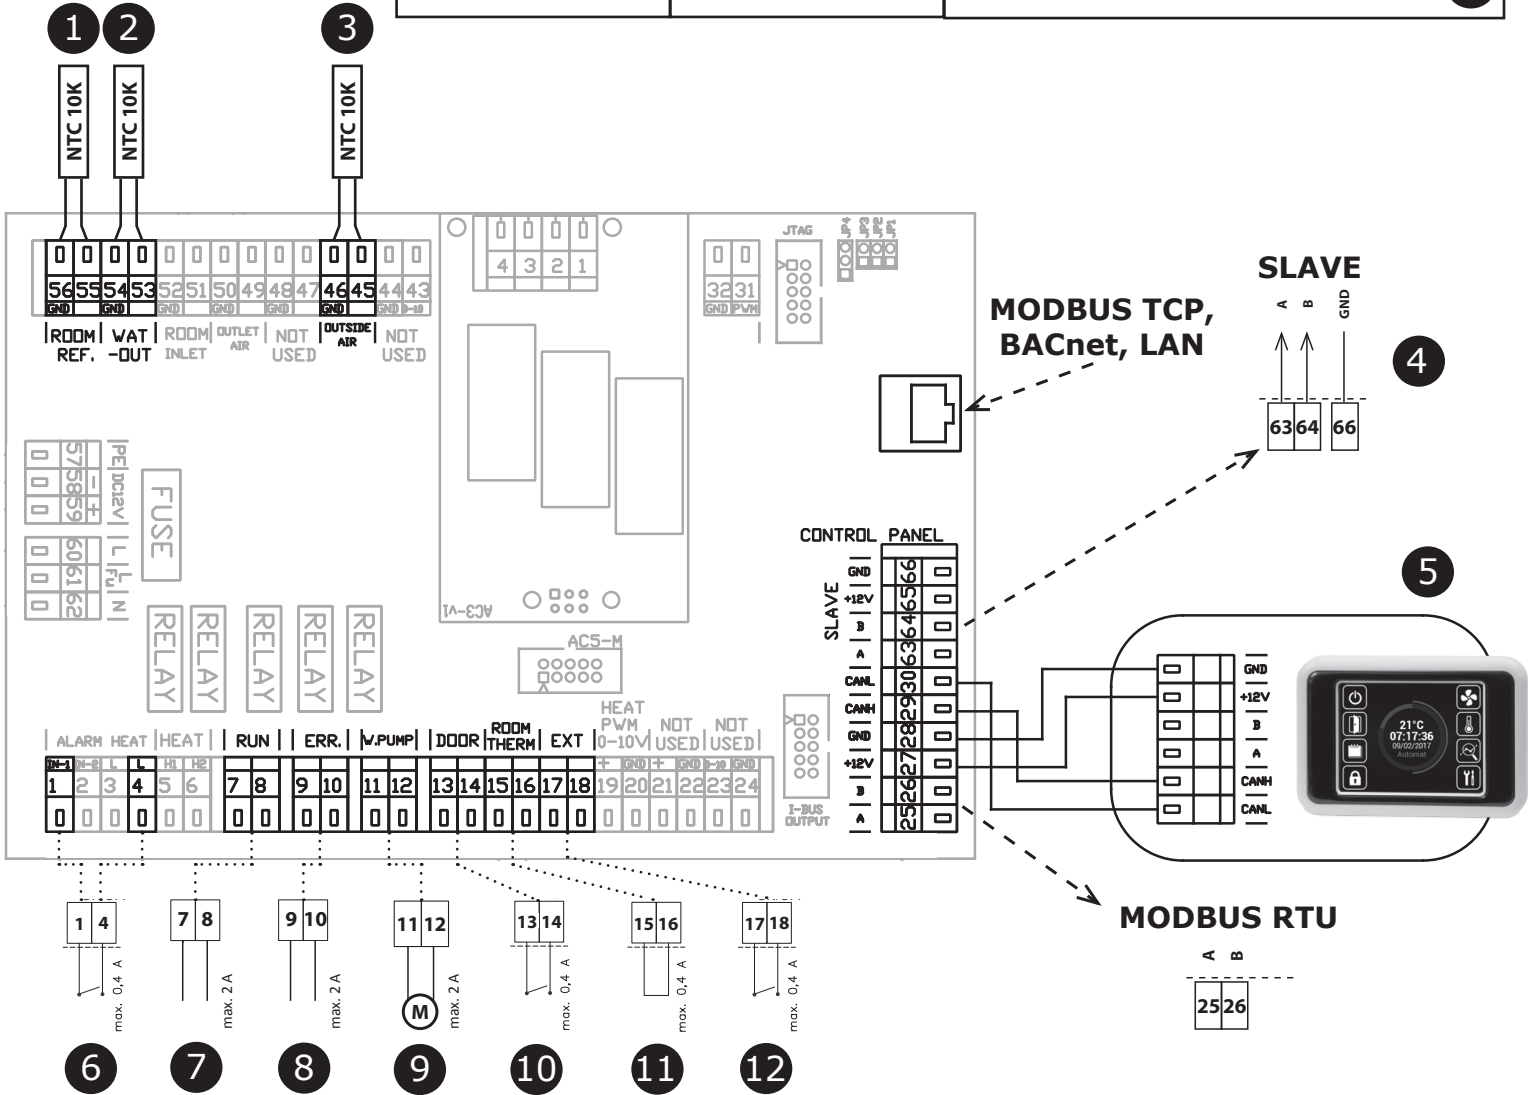 1 2 3
NTC 10K NTC 10K NTC 10K
56 55 54 53 52 51 50 49 48 47 46 45 44 43
GND GND GND GND GND GND 0-10
ROOM REF.
WAT -OUT
ROOM INLET
OUTLET AIR
NOT USED
OUTSIDE AIR
NOT USED
4 3 2 1
32 31
GND PWM
JTAG
JP4 JP3 JP2 JP1
MODBUS TCP,
BACnet, LAN
SLAVE
A B GND
63 64 66
4
57 58 59
PE - +
DC12V
60 61 62
L L Fu N
FUSE
RELAY RELAY RELAY RELAY RELAY
AC3-v1
AC5-M
CONTROL PANEL
SLAVE
GND 66
+12V 65
B 64
A 63
CANL 30
CANH 29
GND 28
+12V 27
B 26
A 25
5
GND
+12V
B
A
CANH
CANL
21°C
07:17:36
09/02/2017
Automat
I-BUS
OUTPUT
ALARM HEAT HEAT RUN ERR. W.PUMP DOOR
ROOM THERM
EXT
HEAT PWM 0-10V
NOT USED
NOT USED
IN-1 IN-2 L L H1 H2 + GND + GND 0-10 GND
1 2 3 4 5 6 7 8 9 10 11 12 13 14 15 16 17 18 19 20 21 22 23 24
1 4
7 8
9 10
11 12
13 14
15 16
17 18
M
max. 0,4 A
max. 2 A
max. 2 A
max. 2 A
max. 0,4 A
max. 0,4 A
max. 0,4 A
6 7 8 9 10 11 12
MODBUS RTU
A B
25 26